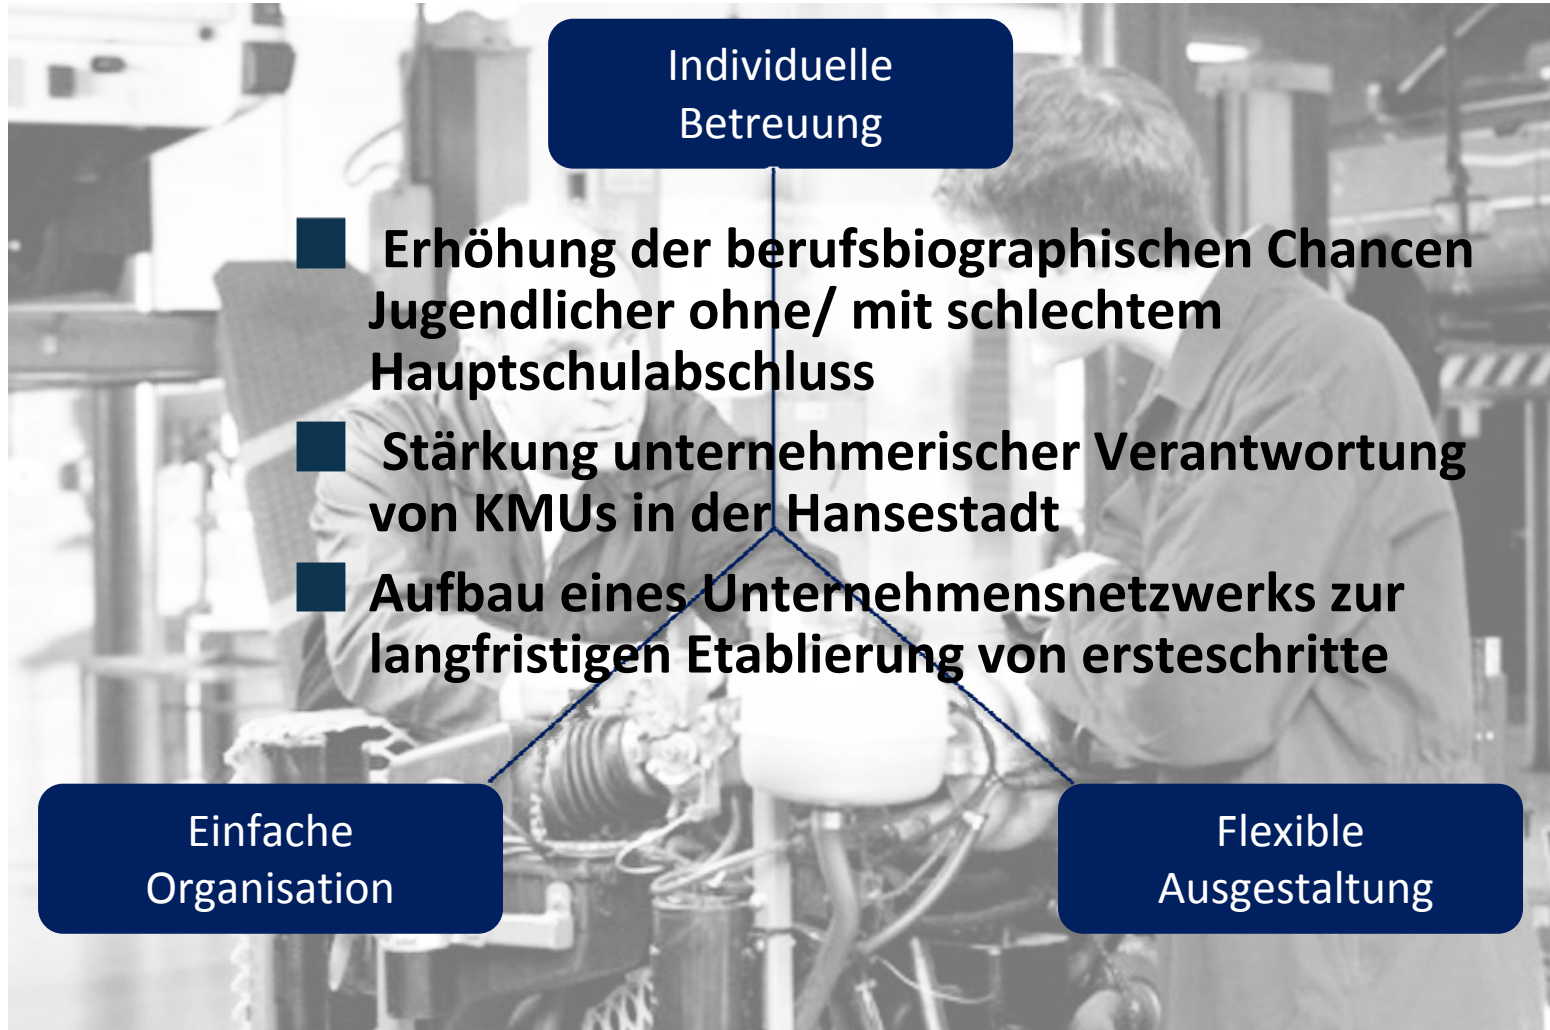 Individuelle
Betreuung
Erhöhung der berufsbiographischen Chancen
Jugendlicher ohne/ mit schlechtem
Hauptschulabschluss
Stärkung unternehmerischer Verantwortung
von KMUs in der Hansestadt
Aufbau eines Unternehmensnetzwerks zur
langfristigen Etablierung von ersteschritte
Einfache
Organisation
Flexible
Ausgestaltung